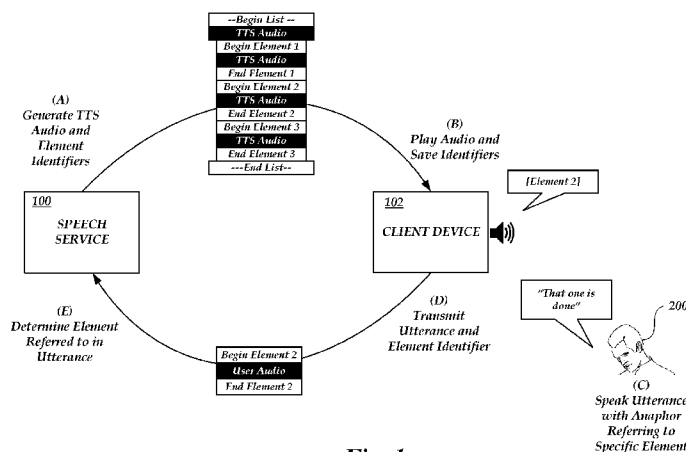 --Begin List --
TTS Audio
Begin Element 1
TTS Audio
End Element 1
Begin Element 2
TTS Audio
End Element 2
Begin Element 3
TTS Audio
End Element 3
---End List--
(A)
Generate TTS
Audio and
Element
Identifiers
(B)
Play Audio and
Save Identifiers
[Element 2]
100
SPEECH
SERVICE
102
CLIENT DEVICE
"That one is
done"
200
(E)
Determine Element
Referred to in
Utterance
(D)
Transmit
Utterance and
Element Identifier
Begin Element 2
User Audio
End Element 2
(C)
Speak Utterance
with Anaphor
Referring to
Specific Element